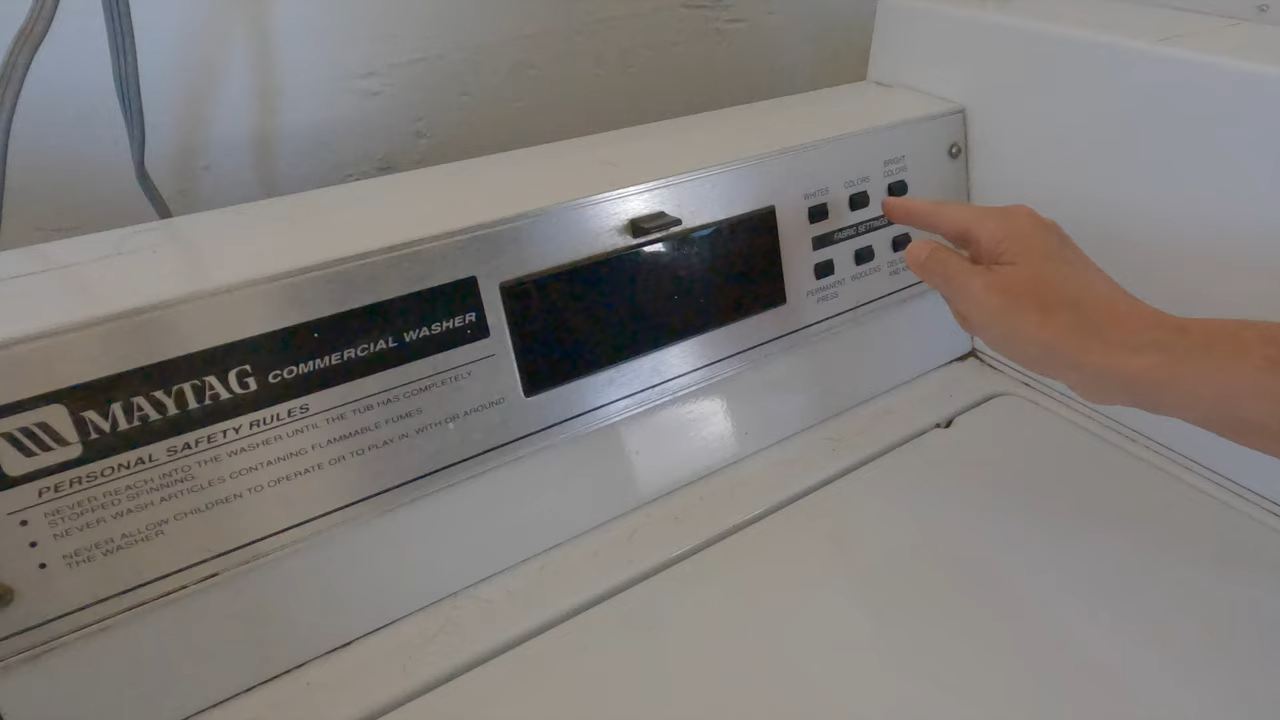 MAYTAG COMMERCIAL WASHER
PERSONAL SAFETY RULES
• NEVER REACH INTO THE WASHER UNTIL THE TUB HAS COMPLETELY
STOPPED SPINNING
• NEVER WASH ARTICLES CONTAINING FLAMMABLE FUMES
• NEVER ALLOW CHILDREN TO OPERATE OR TO PLAY IN, WITH OR AROUND
THE WASHER
WHITES
COLORS
BRIGHT
COLORS
FABRIC SETTINGS
PERMANENT
PRESS
WOOLENS